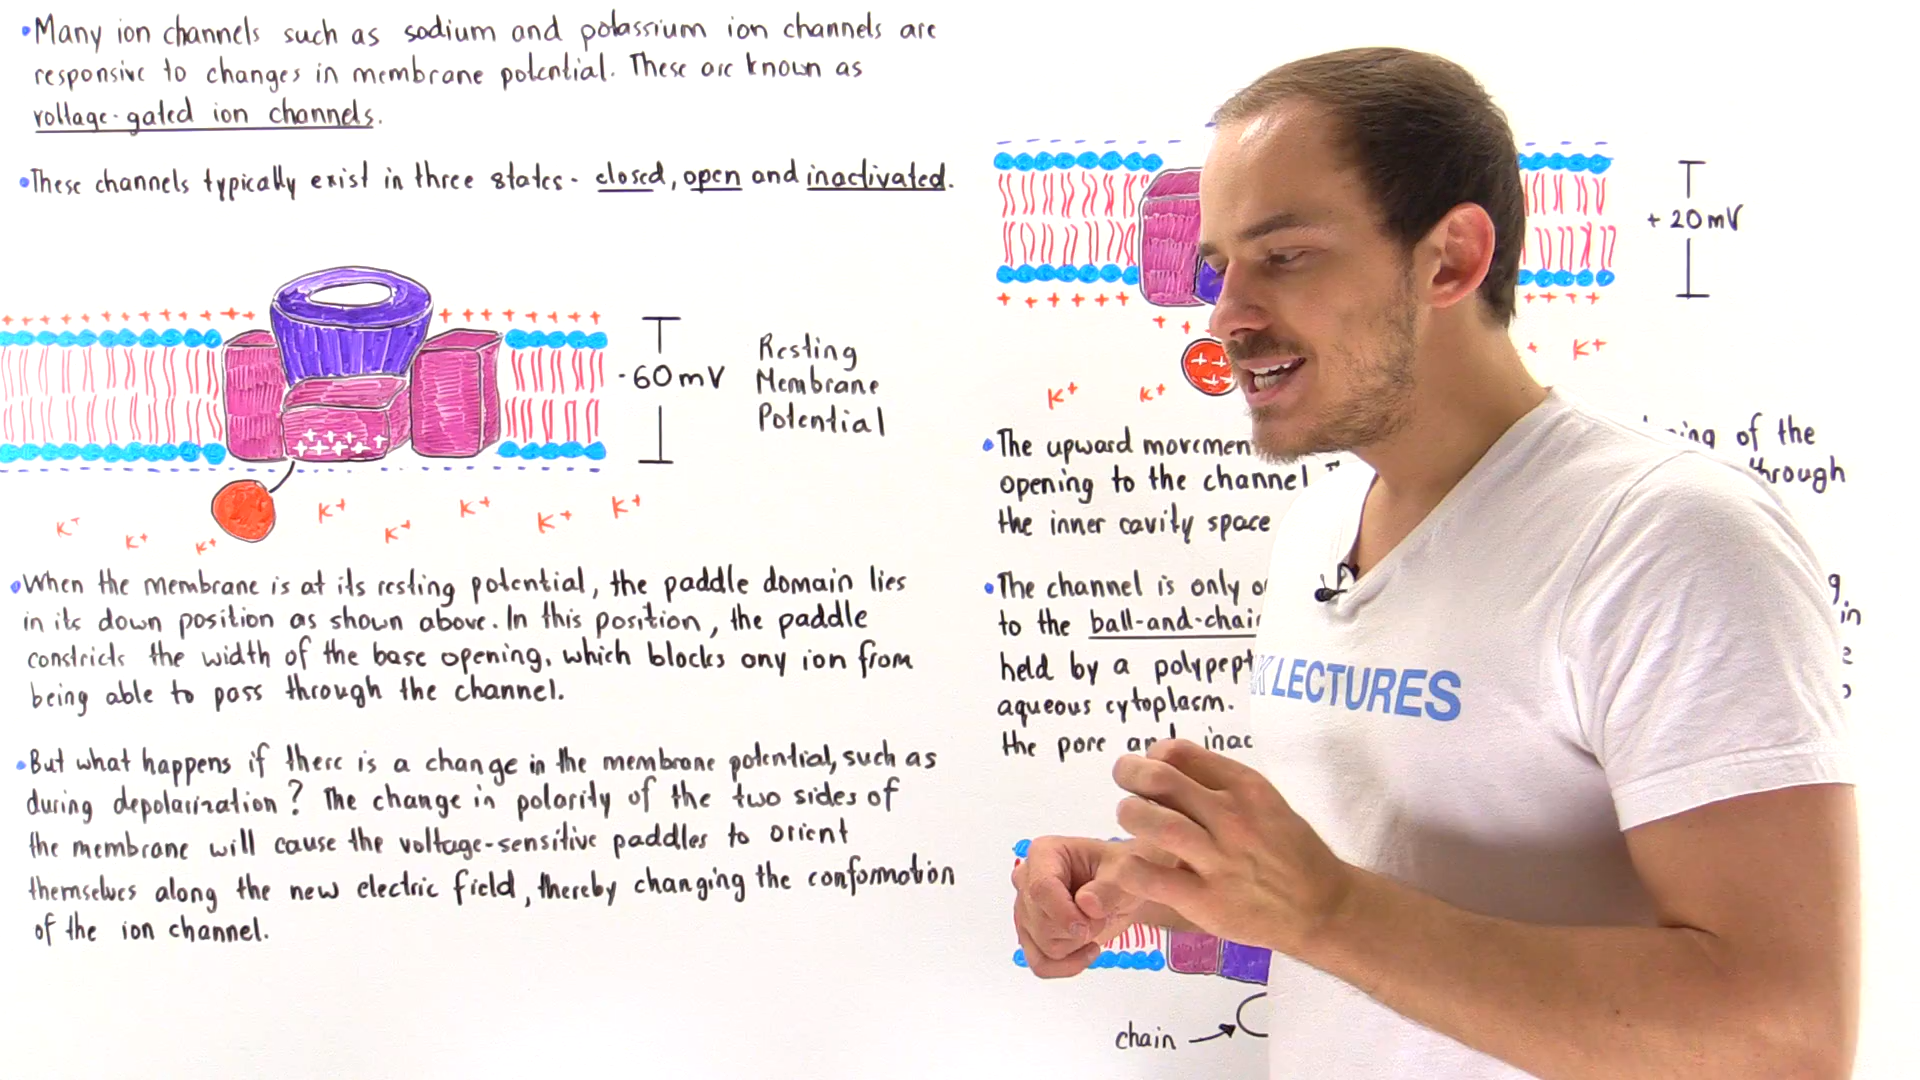 •Many ion channels such as sodium and potassium ion channels are
responsive to changes in membrane potential. These are known as
voltage-gated ion channels.
•These channels typically exist in three states - closed, open and inactivated.
-60mV
Resting
Membrane
Potential
K+ K+ K+ K+ K+ K+ K+ K+
•When the membrane is at its resting potential, the paddle domain lies
in its down position as shown above. In this position, the paddle
constricts the width of the base opening, which blocks any ion from
being able to pass through the channel.
•But what happens if there is a change in the membrane potential, such as
during depolarization? The change in polarity of the two sides of
the membrane will cause the voltage-sensitive paddles to orient
themselves along the new electric field, thereby changing the conformation
of the ion channel.
+20mV
K+ K+ K+
•The upward of the
opening to the channel through
the inner cavity space
•The channel is only
to the in
held by a
aqueous cytoplasm.
the pore and
chain
LECTURES